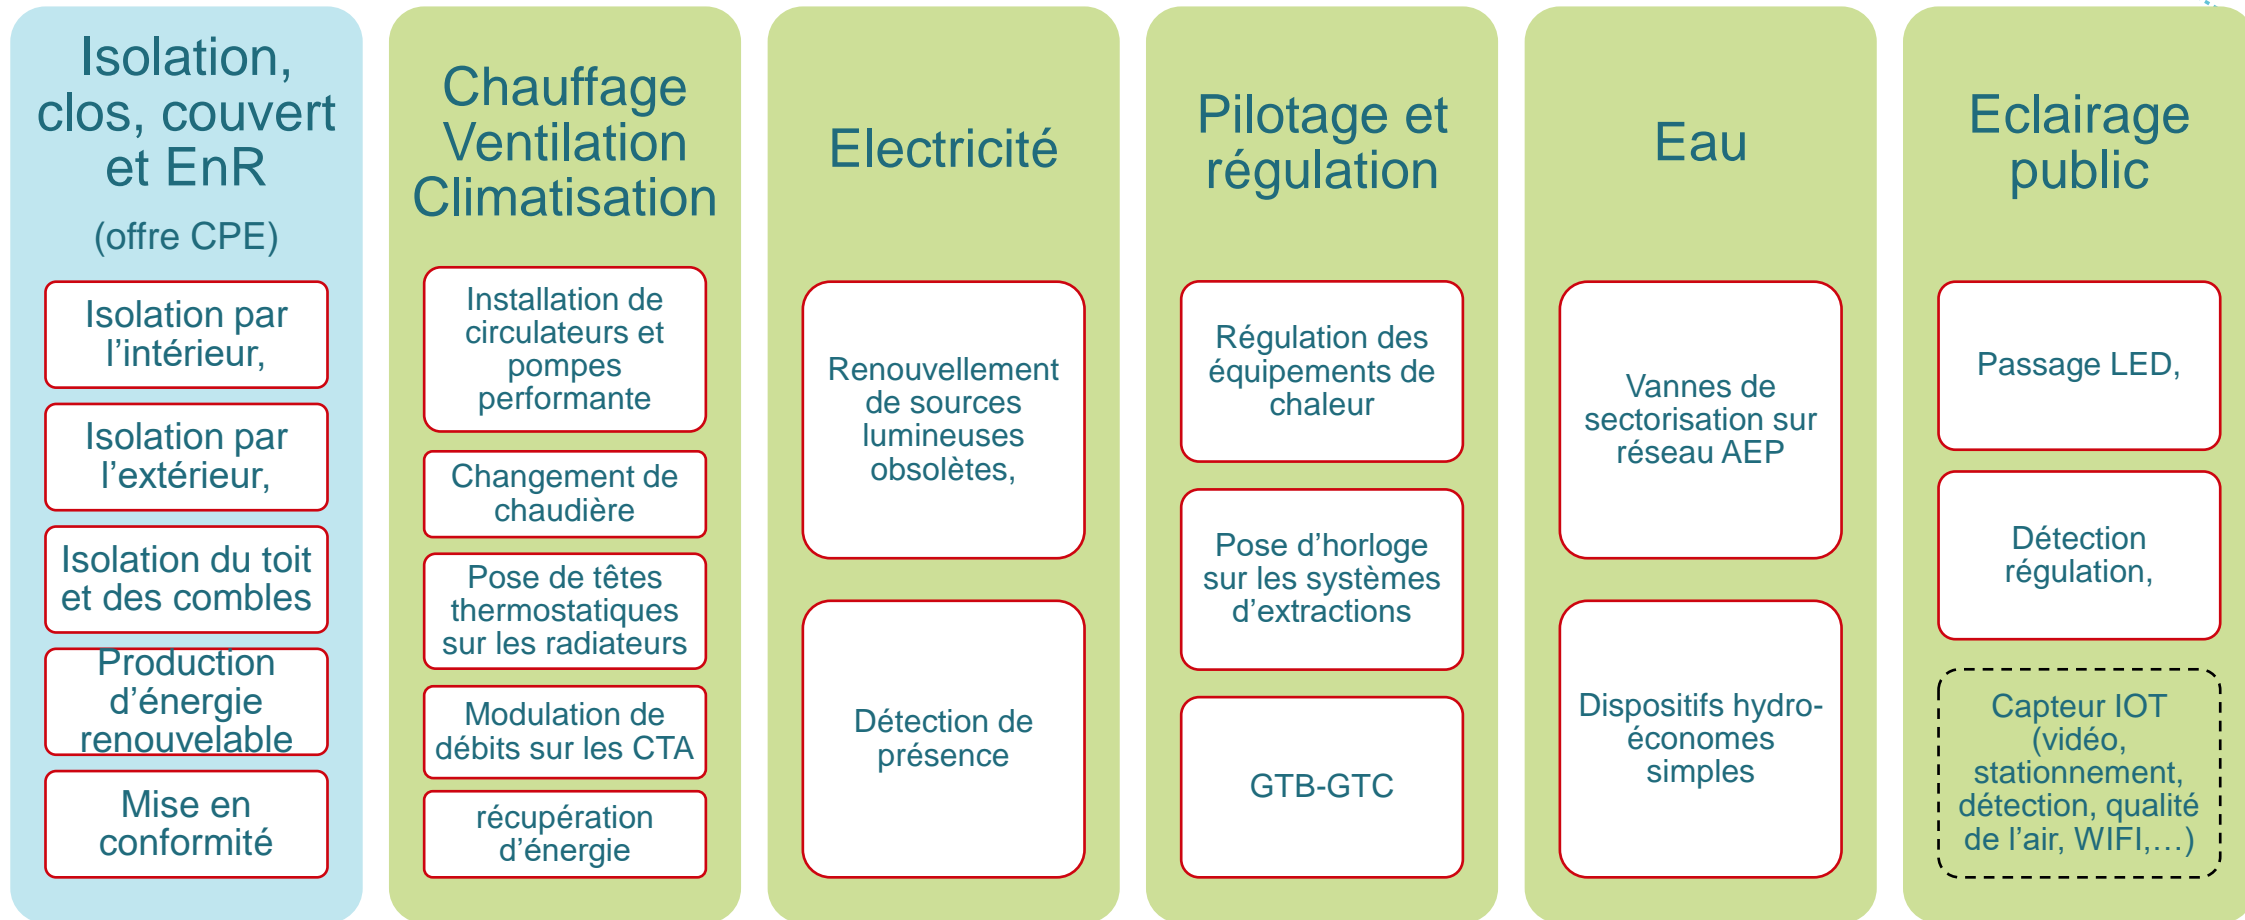 Isolation,
clos, couvert
et EnR
(offre CPE)
Isolation par
l’intérieur,
Isolation par
l’extérieur,
Isolation du toit
et des combles
Production
d’énergie
renouvelable
Mise en
conformité
Chauffage
Ventilation
Climatisation
Installation de
circulateurs et
pompes
performante
Changement de
chaudière
Pose de têtes
thermostatiques
sur les radiateurs
Modulation de
débits sur les CTA
récupération
d’énergie
Electricité
Renouvellement
de sources
lumineuses
obsolètes,
Détection de
présence
Pilotage et
régulation
Régulation des
équipements de
chaleur
Pose d’horloge
sur les systèmes
d’extractions
GTB-GTC
Eau
Vannes de
sectorisation sur
réseau AEP
Dispositifs hydro-
économes
simples
Eclairage
public
Passage LED,
Détection
régulation,
Capteur IOT
(vidéo,
stationnement,
détection, qualité
de l’air, WIFI,…)